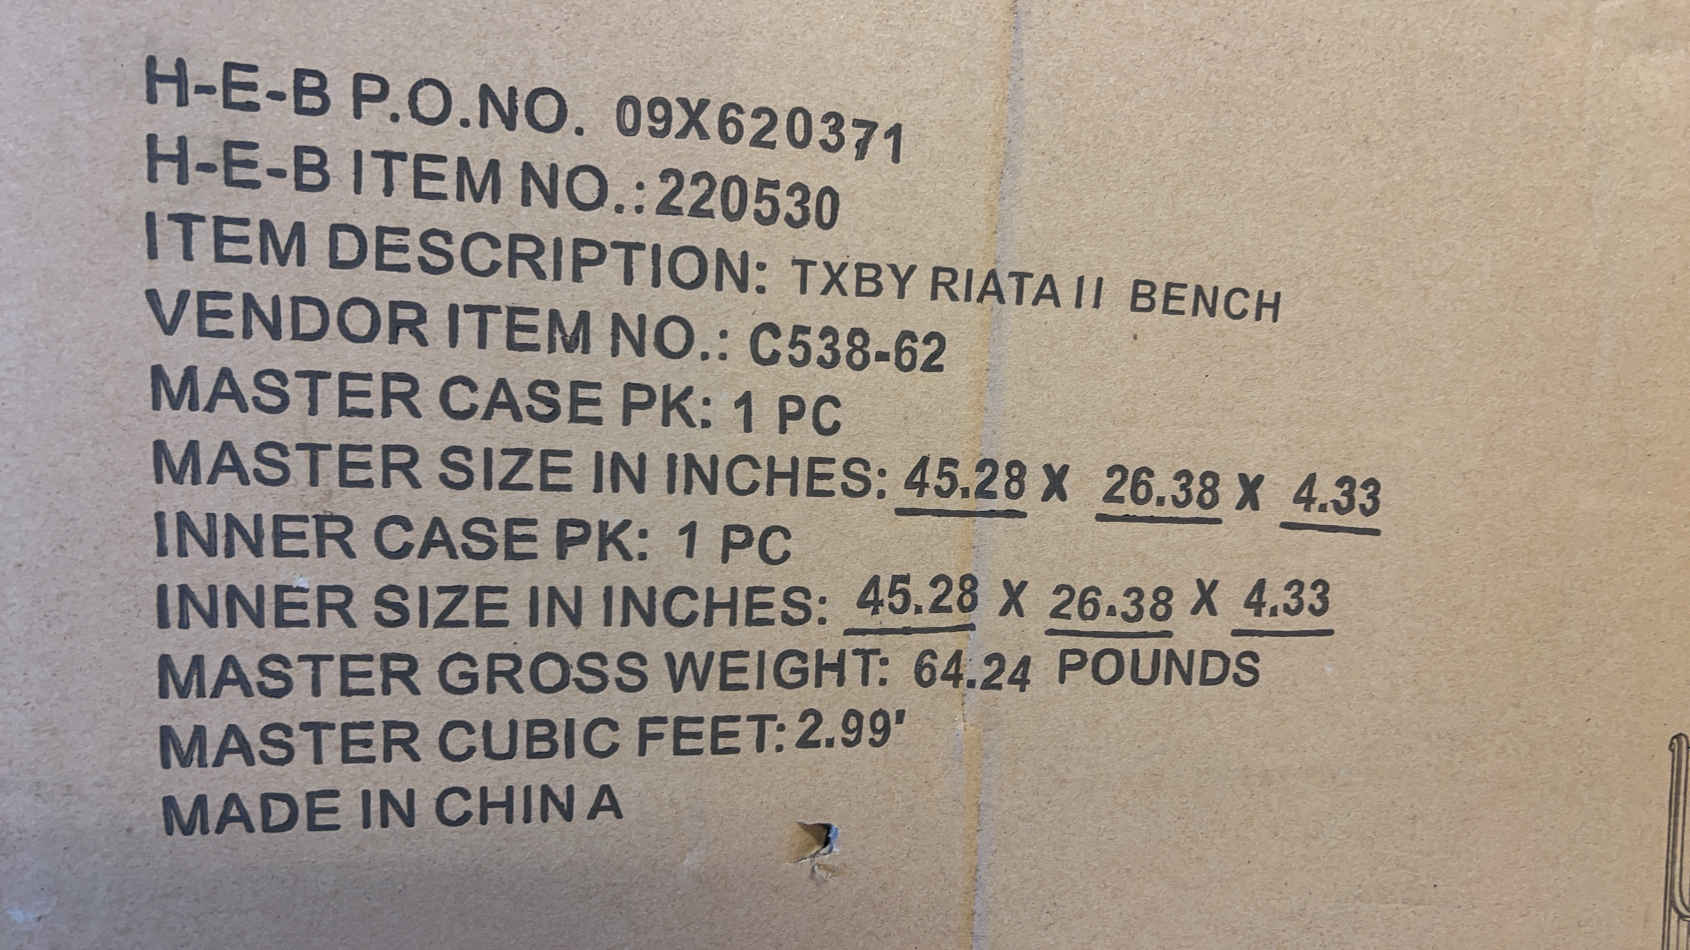 H-E-B P.O.NO. 09X620371
H-E-B ITEM NO.:220530
ITEM DESCRIPTION: TXBY RIATA II BENCH
VENDOR ITEM NO.: C538-62
MASTER CASE PK: 1 PC
MASTER SIZE IN INCHES: 45.28 X 26.38 X 4.33
INNER CASE PK: 1 PC
INNER SIZE IN INCHES: 45.28 X 26.38 X 4.33
MASTER GROSS WEIGHT: 64.24 POUNDS
MASTER CUBIC FEET:2.99'
MADE IN CHINA